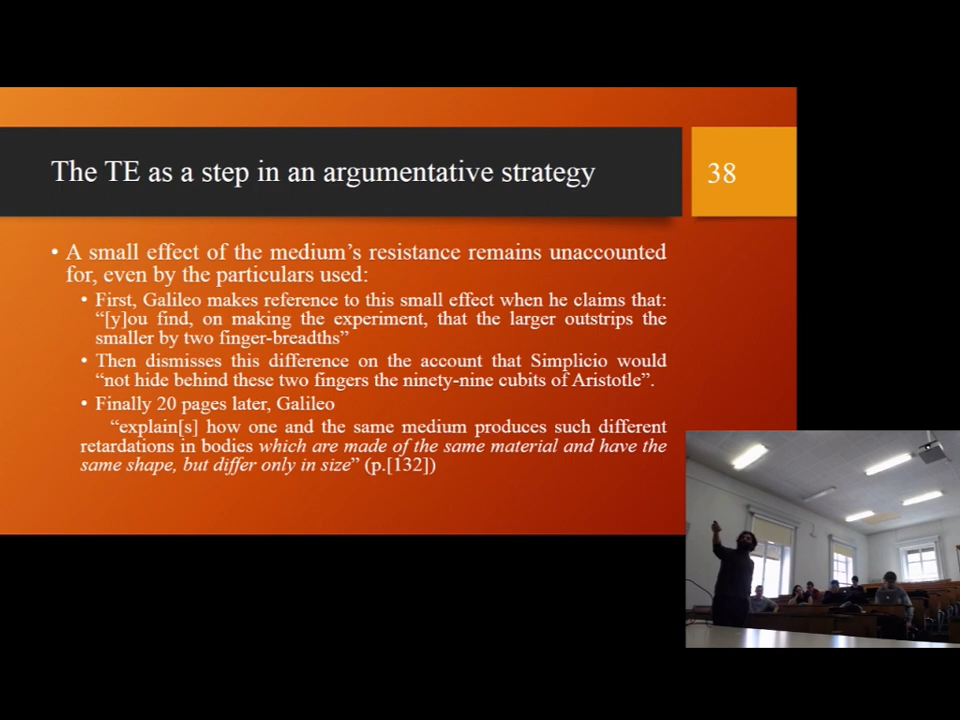 The TE as a step in an argumentative strategy
38
• A small effect of the medium's resistance remains unaccounted
for, even by the particulars used:
• First, Galileo makes reference to this small effect when he claims that:
“[y]ou find, on making the experiment, that the larger outstrips the
smaller by two finger-breadths”
• Then dismisses this difference on the account that Simplicio would
“not hide behind these two fingers the ninety-nine cubits of Aristotle”.
• Finally 20 pages later, Galileo
“explain[s] how one and the same medium produces such different
retardations in bodies which are made of the same material and have the
same shape, but differ only in size” (p.[132])